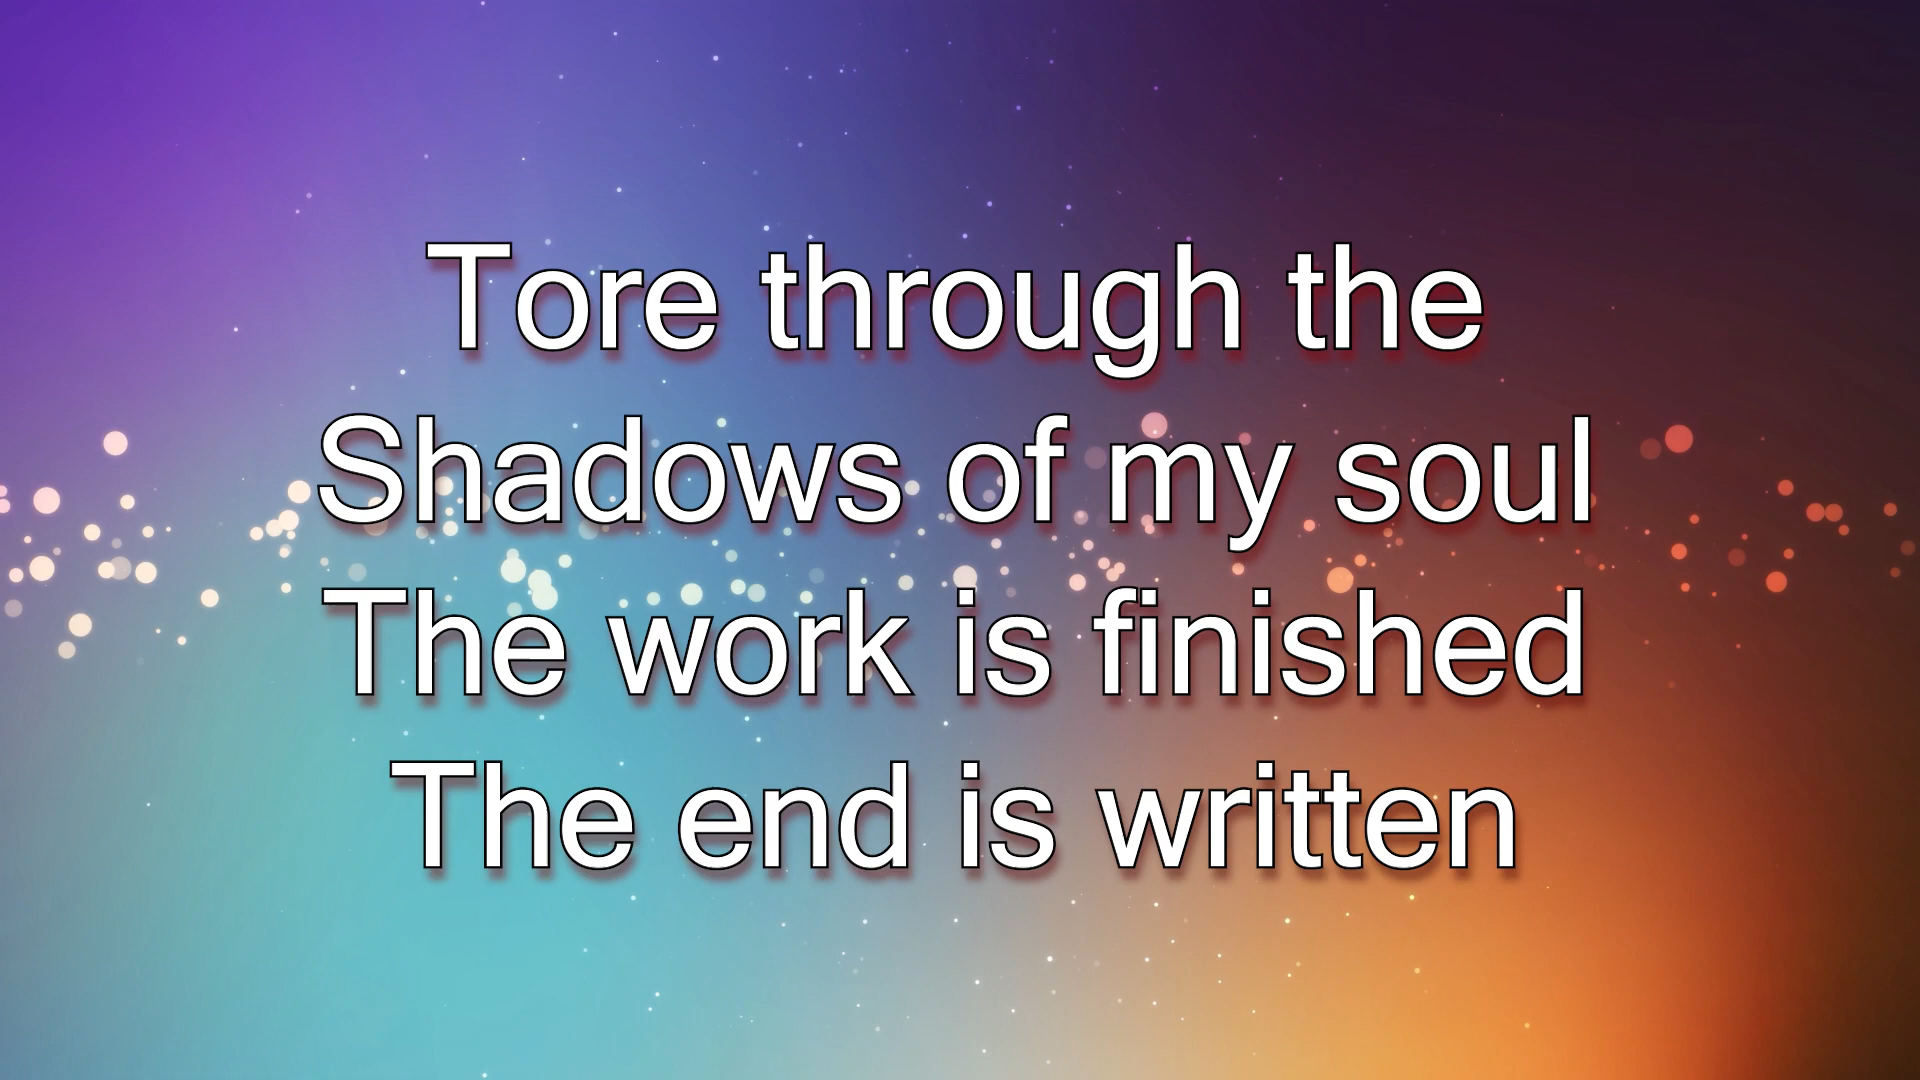 Tore through the
Shadows of my soul
The work is finished
The end is written